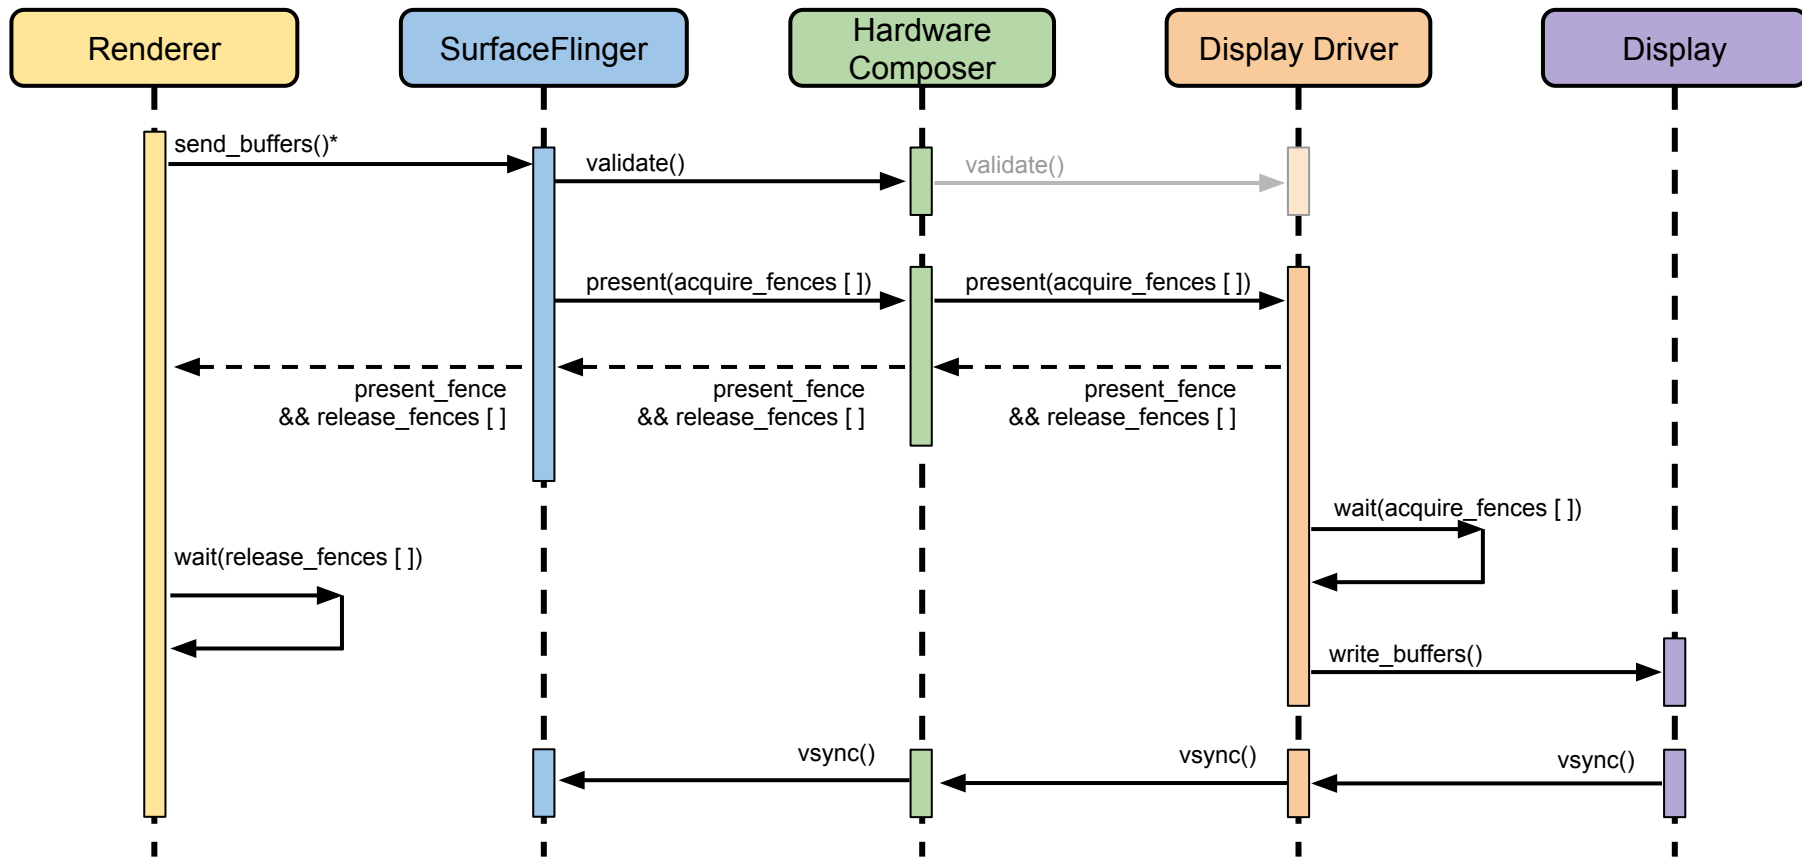 Renderer
SurfaceFlinger
Hardware
Composer
Display Driver
Display
send_buffers()*
validate()
validate()
present(acquire_fences [ ])
present(acquire_fences [ ])
present_fence
&& release_fences [ ]
present_fence
&& release_fences [ ]
present_fence
&& release_fences [ ]
wait(acquire_fences [ ])
wait(release_fences [ ])
write_buffers()
vsync()
vsync()
vsync()